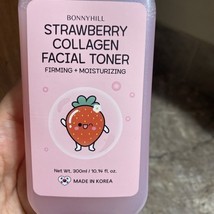 BONNYHILL
STRAWBERRY
COLLAGEN
FACIAL TONER
FIRMING + MOISTURIZING
Net Wt. 300ml / 10.14 fl. oz.
MADE IN KOREA